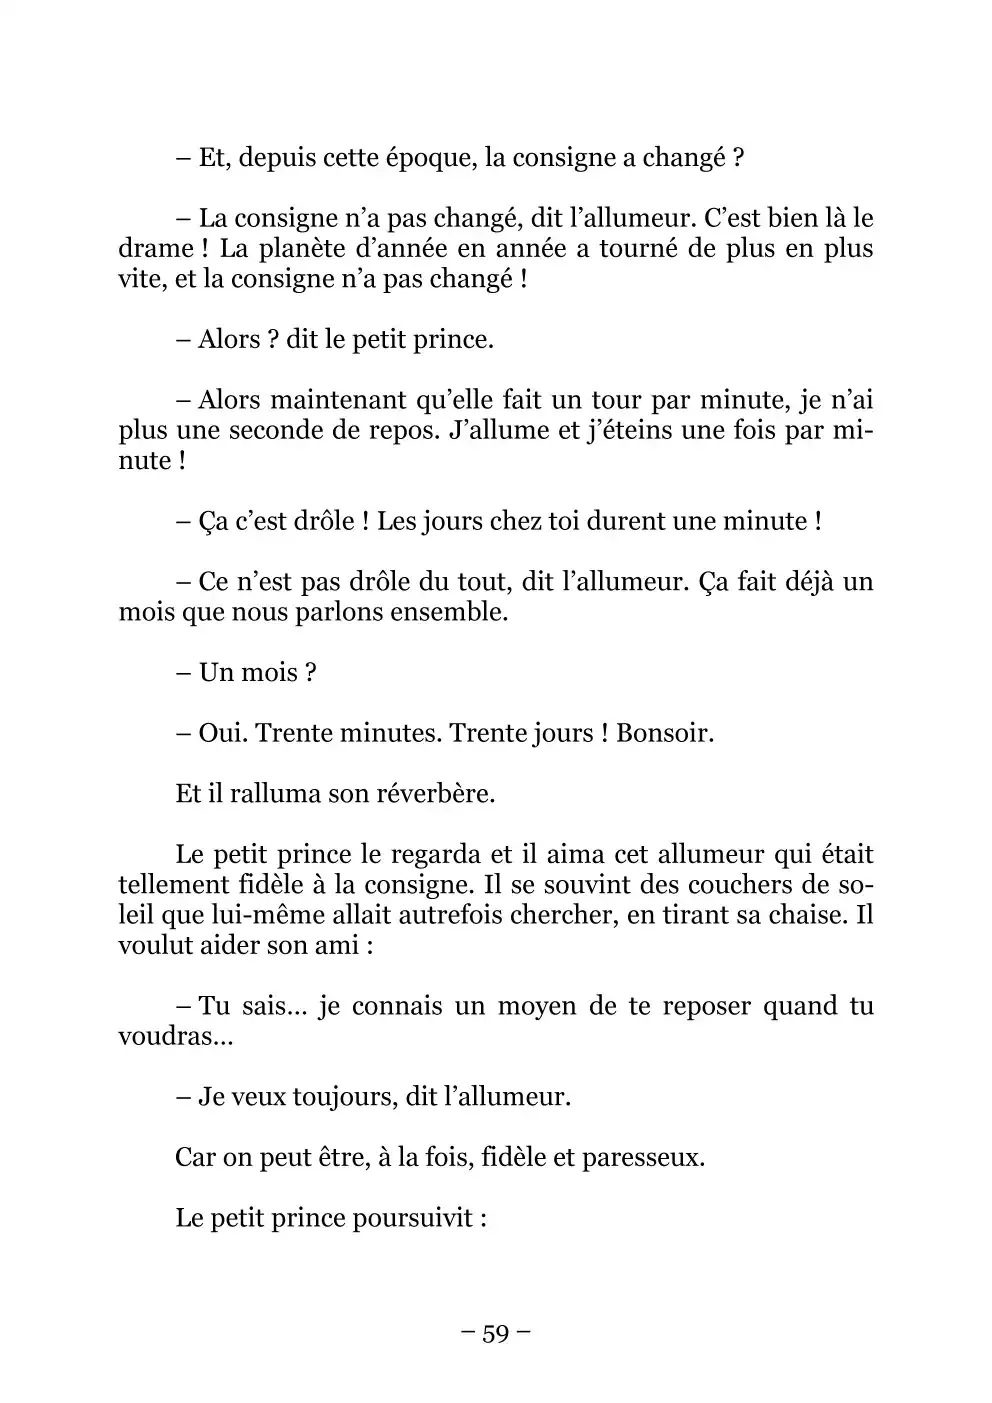 – Et, depuis cette époque, la consigne a changé ?
– La consigne n’a pas changé, dit l’allumeur. C’est bien là le
drame ! La planète d’année en année a tourné de plus en plus
vite, et la consigne n’a pas changé !
– Alors ? dit le petit prince.
– Alors maintenant qu’elle fait un tour par minute, je n’ai
plus une seconde de repos. J’allume et j’éteins une fois par mi-
nute !
– Ça c’est drôle ! Les jours chez toi durent une minute !
– Ce n’est pas drôle du tout, dit l’allumeur. Ça fait déjà un
mois que nous parlons ensemble.
– Un mois ?
– Oui. Trente minutes. Trente jours ! Bonsoir.
Et il ralluma son réverbère.
Le petit prince le regarda et il aima cet allumeur qui était
tellement fidèle à la consigne. Il se souvint des couchers de so-
leil que lui-même allait autrefois chercher, en tirant sa chaise. Il
voulut aider son ami :
– Tu sais… je connais un moyen de te reposer quand tu
voudras…
– Je veux toujours, dit l’allumeur.
Car on peut être, à la fois, fidèle et paresseux.
Le petit prince poursuivit :
– 59 –